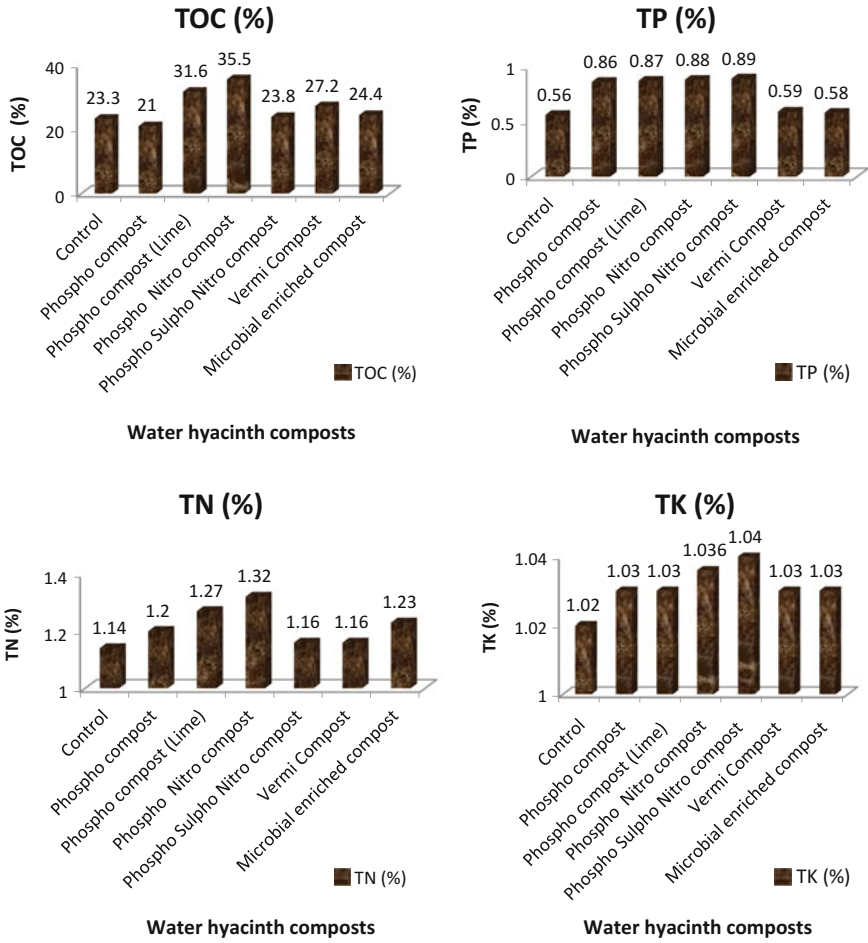 TOC (%)
40
20
0
TOC (%)
23.3
21
31.6
35.5
23.8
27.2
24.4
Control
Phospho compost
Phospho compost (Lime)
Phospho Nitro compost
Phospho Sulpho Nitro compost
Vermi Compost
Microbial enriched compost
TOC (%)
Water hyacinth composts
TP (%)
1
0.5
0
TP (%)
0.56
0.86
0.87
0.88
0.89
0.59
0.58
Control
Phospho compost
Phospho compost (Lime)
Phospho Nitro compost
Phospho Sulpho Nitro compost
Vermi Compost
Microbial enriched compost
TP (%)
Water hyacinth composts
TN (%)
1.4
1.2
1
TN (%)
1.14
1.2
1.27
1.32
1.16
1.16
1.23
Control
Phospho compost
Phospho compost (Lime)
Phospho Nitro compost
Phospho Sulpho Nitro compost
Vermi Compost
Microbial enriched compost
TN (%)
Water hyacinth composts
TK (%)
1.04
1.02
1
TK (%)
1.02
1.03
1.03
1.036
1.04
1.03
1.03
Control
Phospho compost
Phospho compost (Lime)
Phospho Nitro compost
Phospho Sulpho Nitro compost
Vermi Compost
Microbial enriched compost
TK (%)
Water hyacinth composts